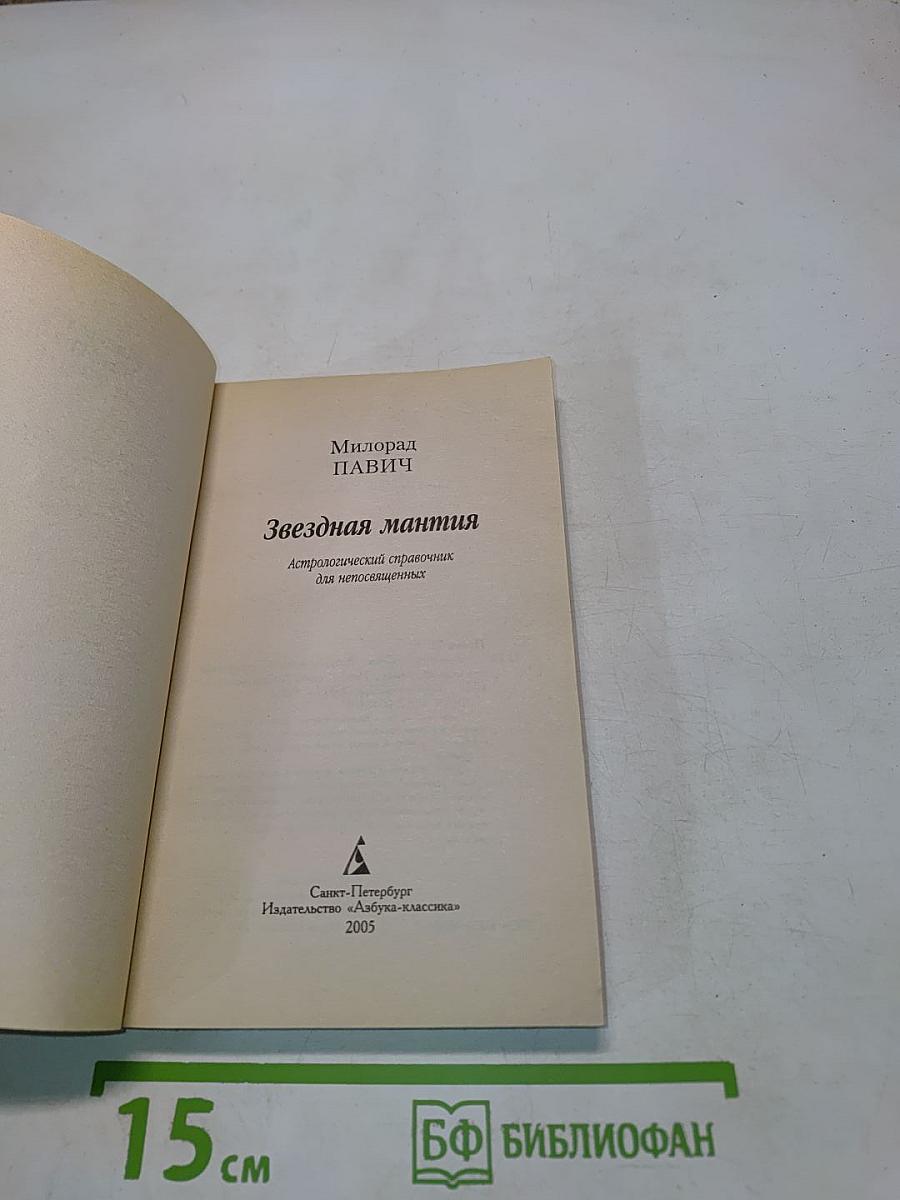 Милорад
ПАВИЧ
Звездная мантия
Астрологический справочник
для непосвященных
Санкт-Петербург
Издательство «Азбука-классика»
2005
15 см
БФ БИБЛИОФАН